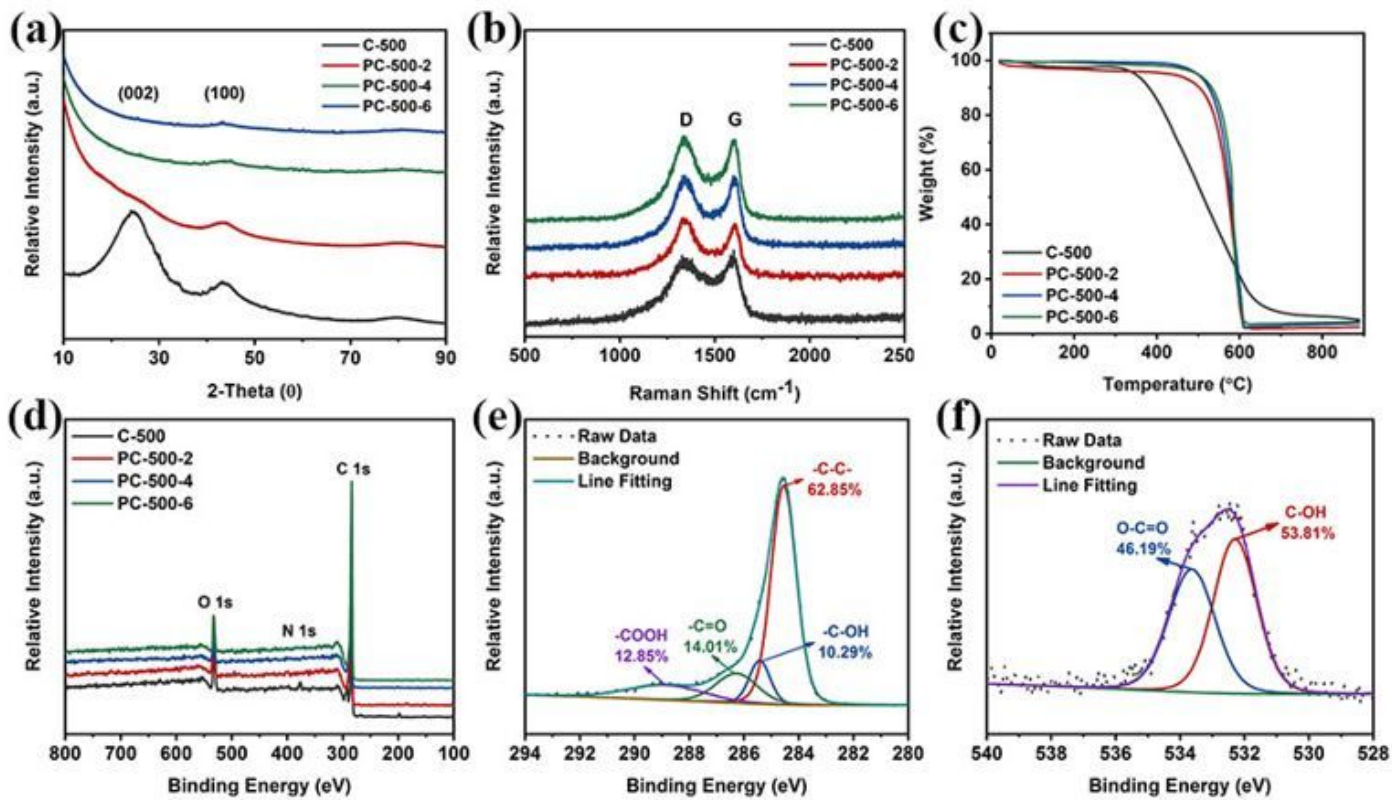 (a)
C-500
PC-500-2
PC-500-4
PC-500-6
(002)
(100)
Relative Intensity (a.u.)
10
30
50
70
90
2-Theta (θ)
(b)
C-500
PC-500-2
PC-500-4
PC-500-6
D
G
Relative Intensity (a.u.)
500
1000
1500
2000
250
Raman Shift (cm⁻¹)
(c)
100
80
60
40
20
0
Weight (%)
C-500
PC-500-2
PC-500-4
PC-500-6
0
200
400
600
800
Temperature (°C)
(d)
C-500
PC-500-2
PC-500-4
PC-500-6
C 1s
O 1s
N 1s
Relative Intensity (a.u.)
800
700
600
500
400
300
200
100
Binding Energy (eV)
(e)
Raw Data
Background
Line Fitting
-C-C-
62.85%
-C=O
14.01%
-COOH
12.85%
-C-OH
10.29%
Relative Intensity (a.u.)
294
292
290
288
286
284
282
280
Binding Energy (eV)
(f)
Raw Data
Background
Line Fitting
O-C=O
46.19%
C-OH
53.81%
Relative Intensity (a.u.)
540
538
536
534
532
530
528
Binding Energy (eV)